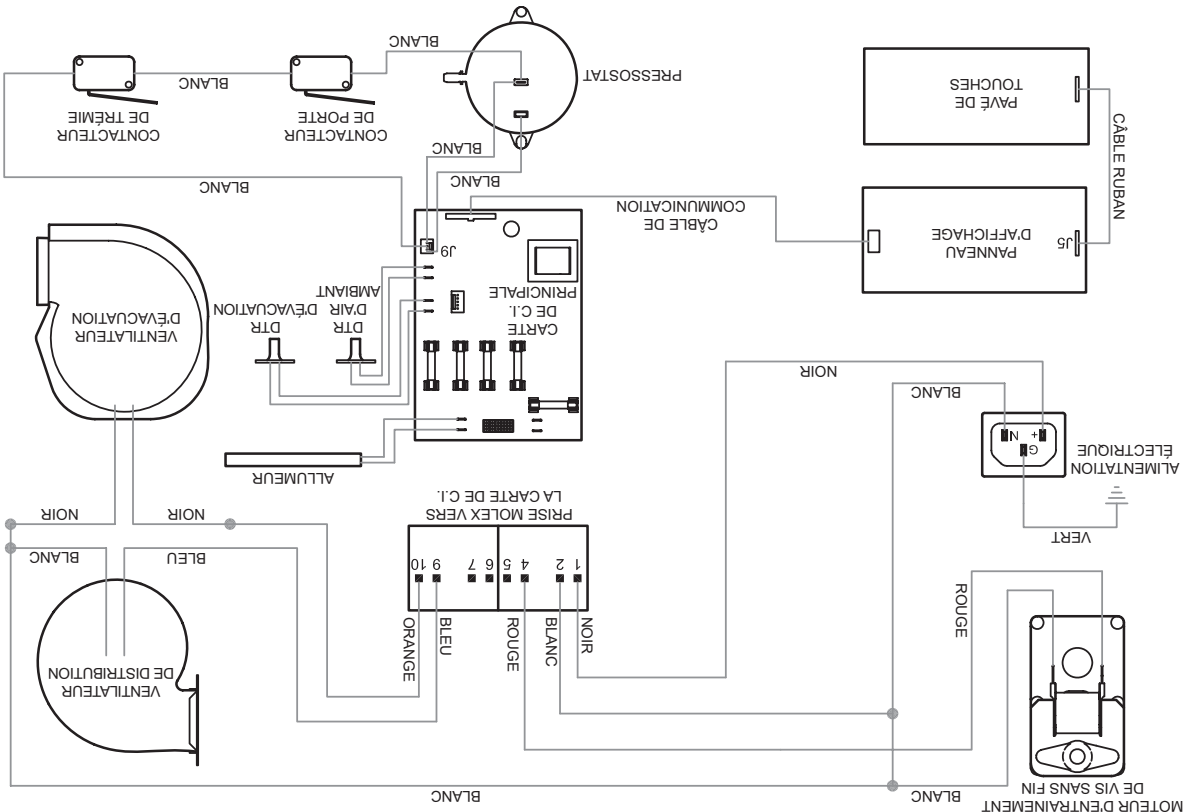 MOTEUR D'ENTRAINEMENT
DE VIS SANS FIN
BLANC
BLANC
VENTILATEUR
DE DISTRIBUTION
ROUGE
NOIR
BLANC
ROUGE
BLEU
ORANGE
1
2
4
5
6
7
9
10
PRISE MOLEX VERS
LA CARTE DE C.I.
BLEU
BLANC
VERT
NOIR
NOIR
ALIMENTATION
ÉLECTRIQUE
G
+
N
ALLUMEUR
BLANC
NOIR
VENTILATEUR
D'ÉVACUATION
CARTE
DE C.I.
PRINCIPALE
DTR
D'AIR
AMBIANT
DTR
D'ÉVACUATION
J9
PANNEAU
D'AFFICHAGE
J5
CÂBLE DE
COMMUNICATION
CÂBLE RUBAN
BLANC
BLANC
BLANC
PAVÉ DE
TOUCHES
PRESSOSTAT
CONTACTEUR
DE PORTE
CONTACTEUR
DE TRÉMIE
BLANC
BLANC